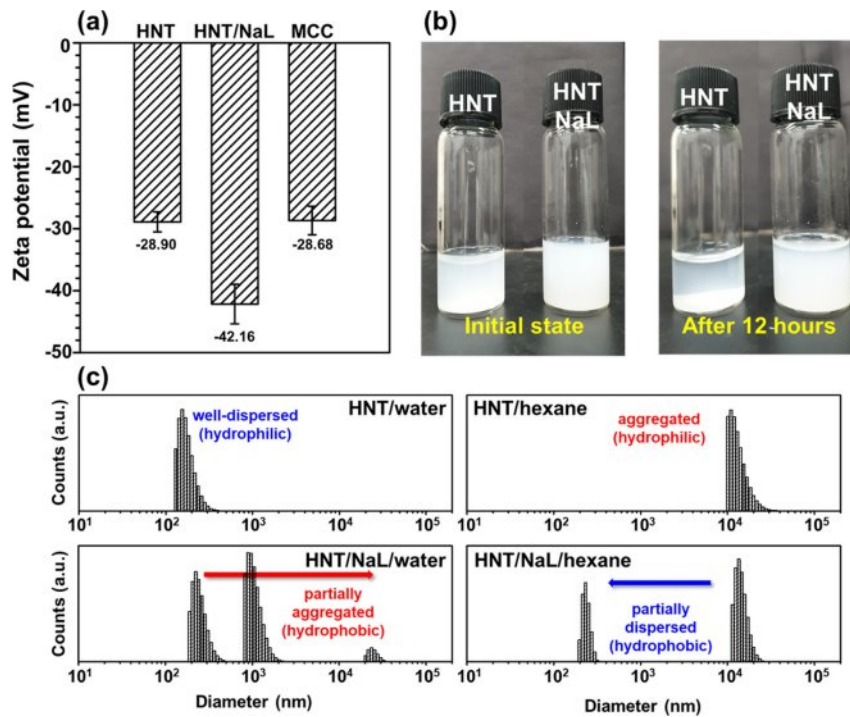 (a)
HNT HNT/NaL MCC
0
-10
-20
-30
-40
-50
Zeta potential (mV)
-28.90
-42.16
-28.68
(b)
HNT
HNT
NaL
Initial state
HNT
HNT
NaL
After 12-hours
(c)
Counts (a.u.)
HNT/water
well-dispersed
(hydrophilic)
10¹ 10² 10³ 10⁴ 10⁵
HNT/hexane
aggregated
(hydrophilic)
10¹ 10² 10³ 10⁴ 10⁵
Counts (a.u.)
HNT/NaL/water
partially
aggregated
(hydrophobic)
10¹ 10² 10³ 10⁴ 10⁵
Diameter (nm)
HNT/NaL/hexane
partially
dispersed
(hydrophobic)
10¹ 10² 10³ 10⁴ 10⁵
Diameter (nm)